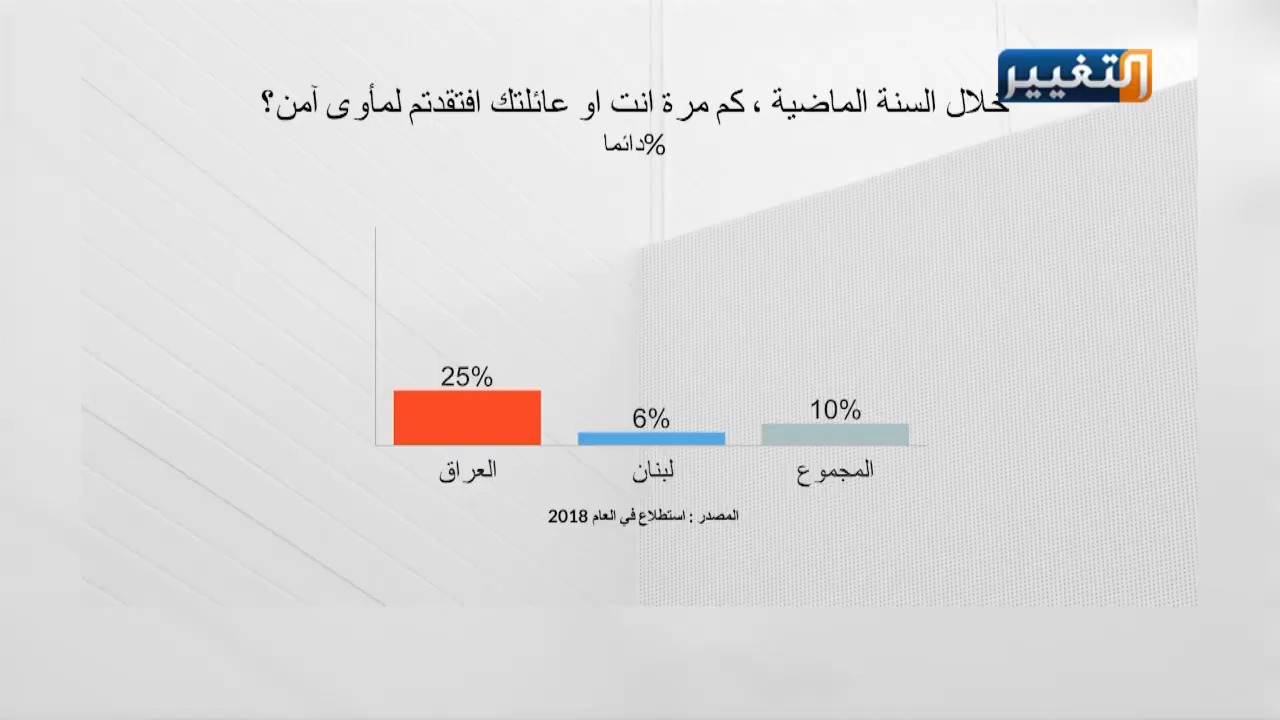 التغيير
خلال السنة الماضية ، كم مرة انت او عائلتك افتقدتم لمأوى آمن؟
%دائما
25%
6%
10%
العراق
لبنان
المجموع
المصدر : استطلاع في العام 2018